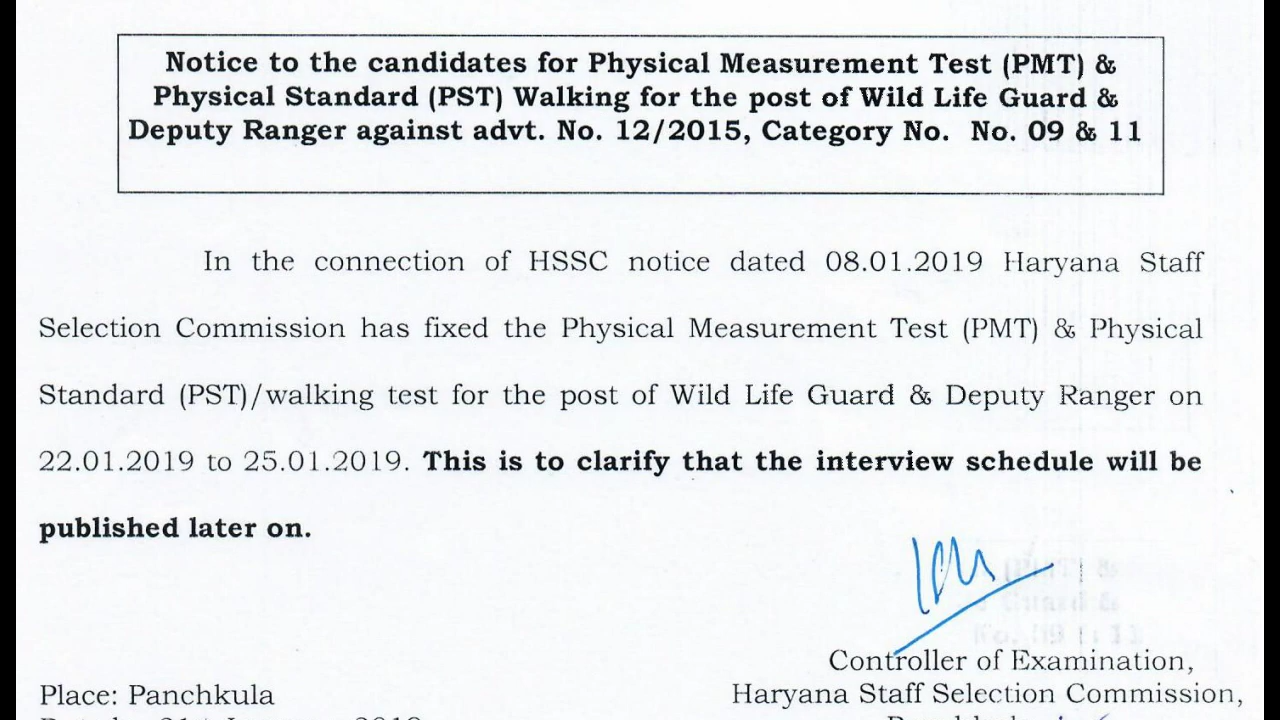 Notice to the candidates for Physical Measurement Test (PMT) &
Physical Standard (PST) Walking for the post of Wild Life Guard &
Deputy Ranger against advt. No. 12/2015, Category No. No. 09 & 11
In the connection of HSSC notice dated 08.01.2019 Haryana Staff
Selection Commission has fixed the Physical Measurement Test (PMT) & Physical
Standard (PST)/walking test for the post of Wild Life Guard & Deputy Ranger on
22.01.2019 to 25.01.2019. This is to clarify that the interview schedule will be
published later on.
Controller of Examination,
Place: Panchkula
Haryana Staff Selection Commission,